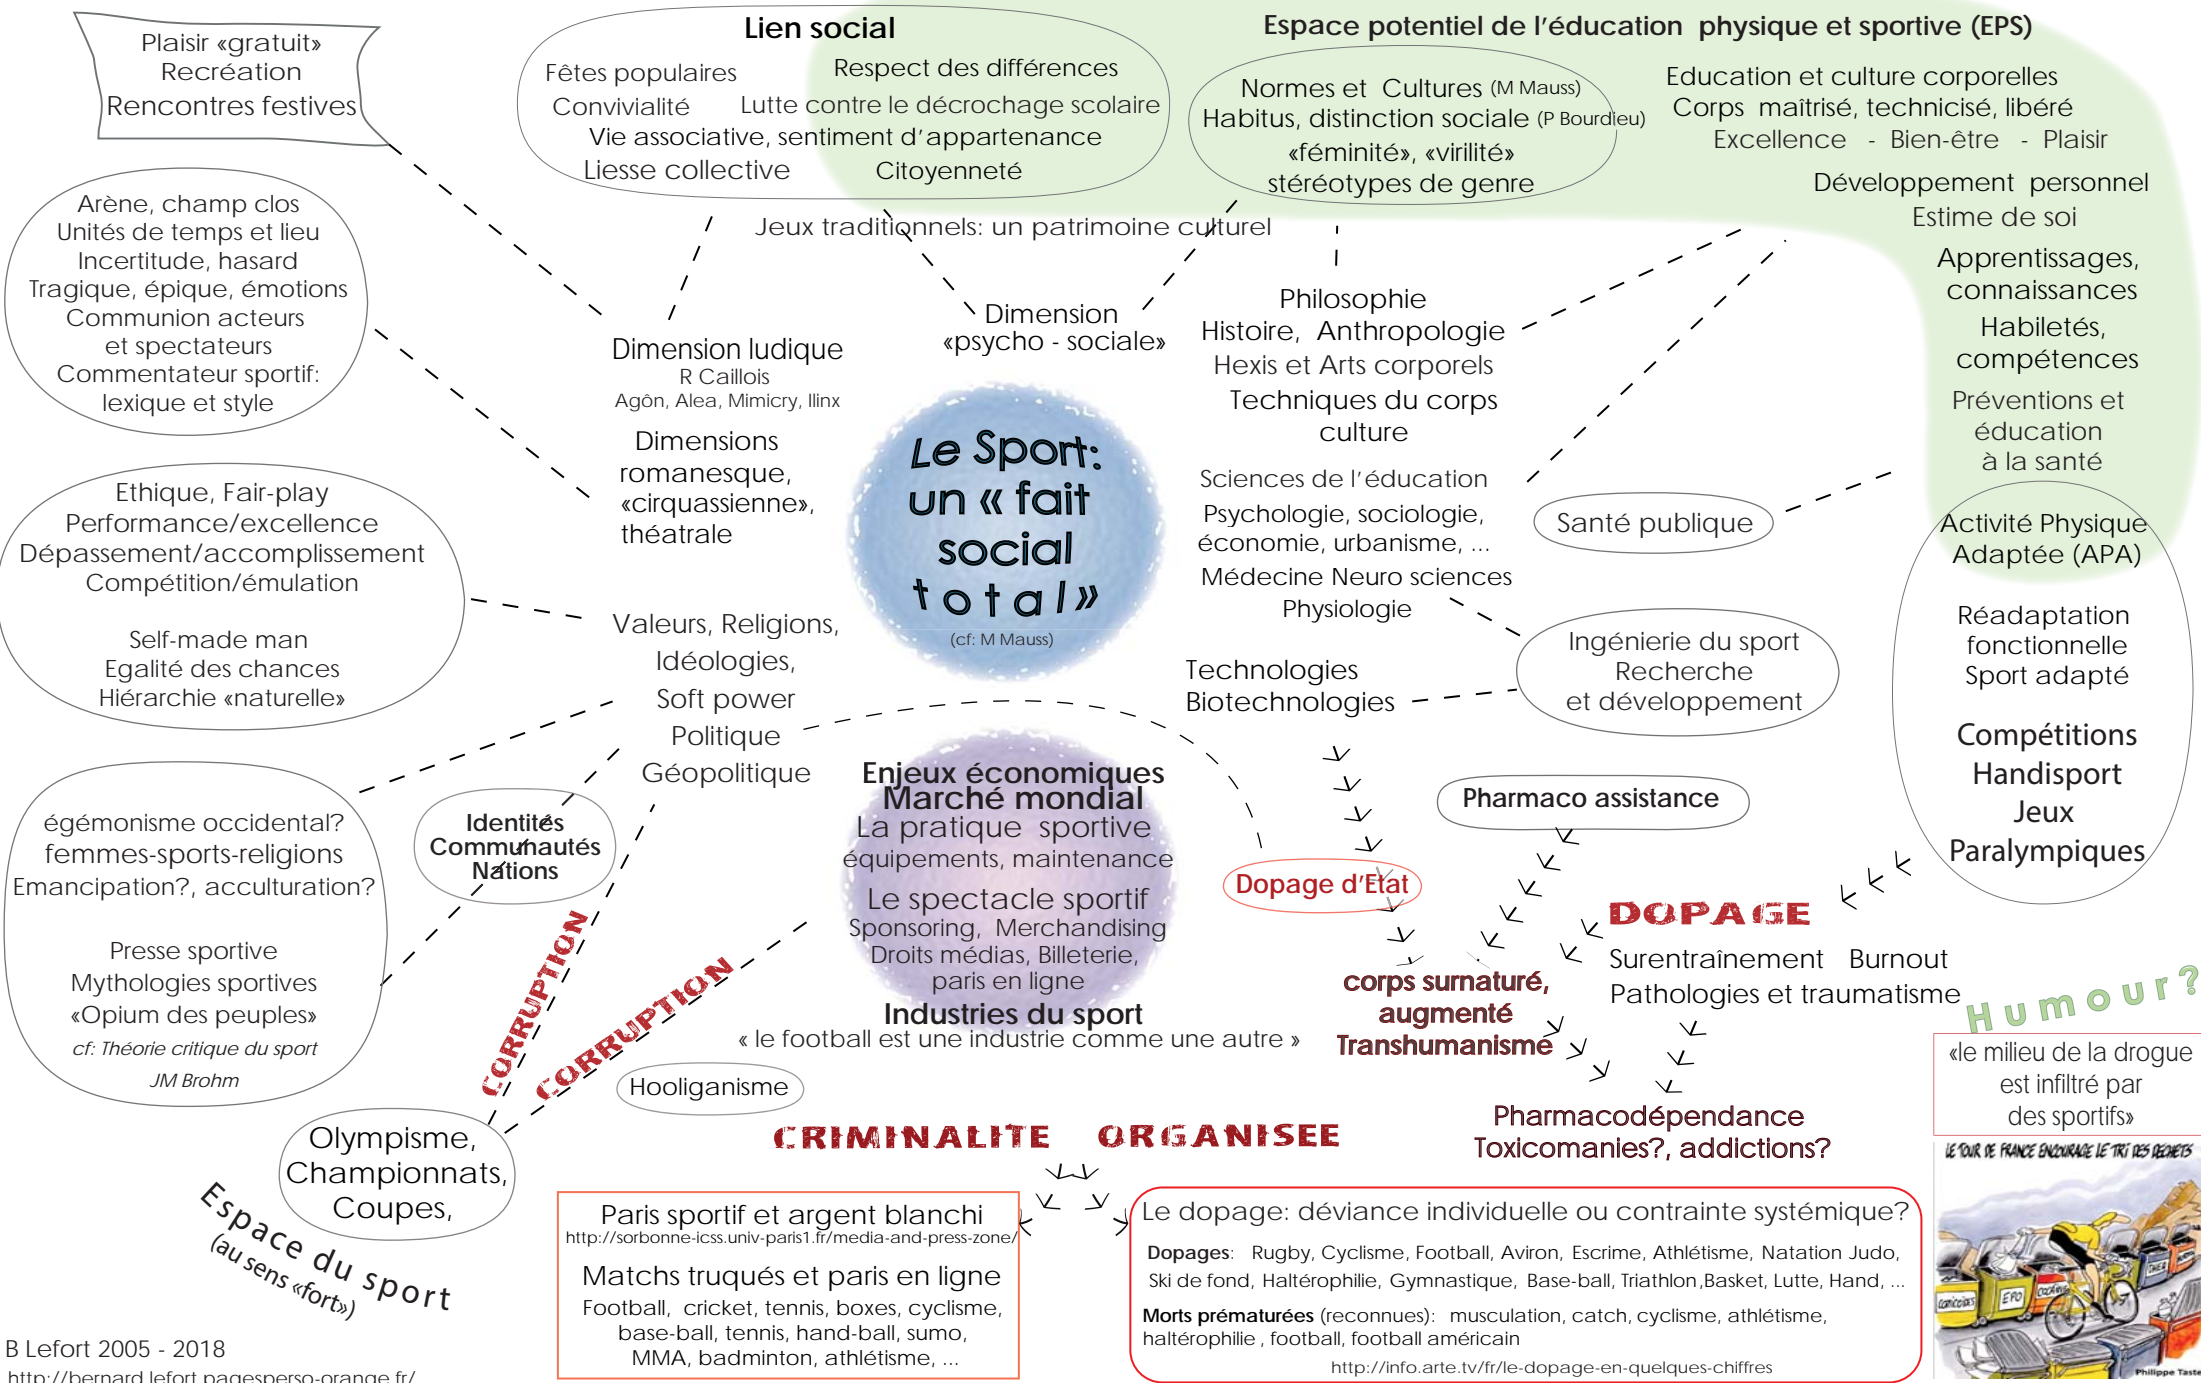 Plaisir «gratuit»
Recréation
Rencontres festives
Lien social
Fêtes populaires
Respect des différences
Convivialité
Lutte contre le décrochage scolaire
Vie associative, sentiment d'appartenance
Liesse collective
Citoyenneté
Jeux traditionnels: un patrimoine culturel
Espace potentiel de l'éducation physique et sportive (EPS)
Normes et Cultures (M Mauss)
Habitus, distinction sociale (P Bourdieu)
«féminité», «virilité»
stéréotypes de genre
Education et culture corporelles
Corps maîtrisé, technicisé, libéré
Excellence - Bien-être - Plaisir
Développement personnel
Estime de soi
Apprentissages,
connaissances
Habiletés,
compétences
Préventions et
éducation
à la santé
Activité Physique
Adaptée (APA)
Réadaptation
fonctionnelle
Sport adapté
Compétitions
Handisport
Jeux
Paralympiques
Arène, champ clos
Unités de temps et lieu
Incertitude, hasard
Tragique, épique, émotions
Communion acteurs
et spectateurs
Commentateur sportif:
lexique et style
Dimension ludique
R Caillois
Agôn, Alea, Mimicry, Ilinx
Dimensions
romanesque,
«cirquassienne»,
théatrale
Dimension
«psycho - sociale»
Philosophie
Histoire, Anthropologie
Hexis et Arts corporels
Techniques du corps
culture
Sciences de l'éducation
Psychologie, sociologie,
économie, urbanisme, ...
Médecine Neuro sciences
Physiologie
Technologies
Biotechnologies
Santé publique
Ingénierie du sport
Recherche
et développement
Le Sport:
un « fait
social
total»
(cf: M Mauss)
Ethique, Fair-play
Performance/excellence
Dépassement/accomplissement
Compétition/émulation
Self-made man
Egalité des chances
Hiérarchie «naturelle»
Valeurs, Religions,
Idéologies,
Soft power
Politique
Géopolitique
égémonisme occidental?
femmes-sports-religions
Emancipation?, acculturation?
Presse sportive
Mythologies sportives
«Opium des peuples»
cf: Théorie critique du sport
JM Brohm
Identités
Communautés
Nations
Enjeux économiques
Marché mondial
La pratique sportive
équipements, maintenance
Le spectacle sportif
Sponsoring, Merchandising
Droits médias, Billeterie,
paris en ligne
Industries du sport
« le football est une industrie comme une autre »
CORRUPTION
CORRUPTION
Hooliganisme
Olympisme,
Championnats,
Coupes,
Espace du sport
(au sens «fort»)
Pharmaco assistance
Dopage d'Etat
DOPAGE
Surentraînement Burnout
Pathologies et traumatisme
corps surnaturé,
augmenté
Transhumanisme
Pharmacodépendance
Toxicomanies?, addictions?
Humour?
«le milieu de la drogue
est infiltré par
des sportifs»
LE TOUR DE FRANCE ENCOURAGE LE TRI DES DECHETS
EPO
Philippe Taste
CRIMINALITE ORGANISEE
Paris sportif et argent blanchi
http://sorbonne-icss.univ-paris1.fr/media-and-press-zone/
Matchs truqués et paris en ligne
Football, cricket, tennis, boxes, cyclisme,
base-ball, tennis, hand-ball, sumo,
MMA, badminton, athlétisme, ...
Le dopage: déviance individuelle ou contrainte systémique?
Dopages: Rugby, Cyclisme, Football, Aviron, Escrime, Athlétisme, Natation Judo,
Ski de fond, Haltérophilie, Gymnastique, Base-ball, Triathlon,Basket, Lutte, Hand, ...
Morts prématurées (reconnues): musculation, catch, cyclisme, athlétisme,
haltérophilie , football, football américain
http://info.arte.tv/fr/le-dopage-en-quelques-chiffres
B Lefort 2005 - 2018
http://bernard.lefort.pagesperso-orange.fr/